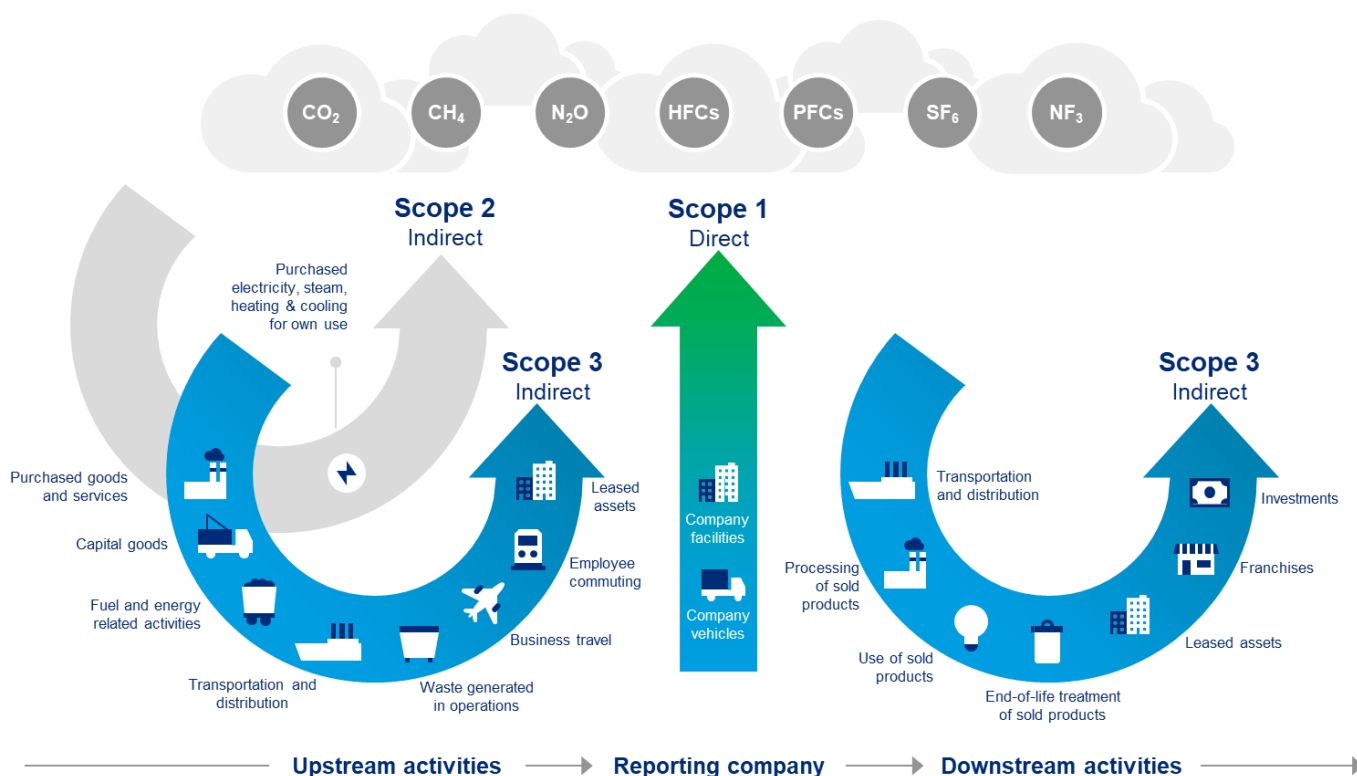 CO₂
CH₄
N₂O
HFCs
PFCs
SF₆
NF₃
Scope 2
Indirect
Purchased
electricity, steam,
heating & cooling
for own use
Scope 3
Indirect
Purchased goods
and services
Capital goods
Fuel and energy
related activities
Transportation and
distribution
Waste generated
in operations
Business travel
Employee
commuting
Leased
assets
Scope 1
Direct
Company
facilities
Company
vehicles
Scope 3
Indirect
Transportation
and distribution
Processing
of sold
products
Use of sold
products
End-of-life treatment
of sold products
Leased assets
Franchises
Investments
Upstream activities
Reporting company
Downstream activities